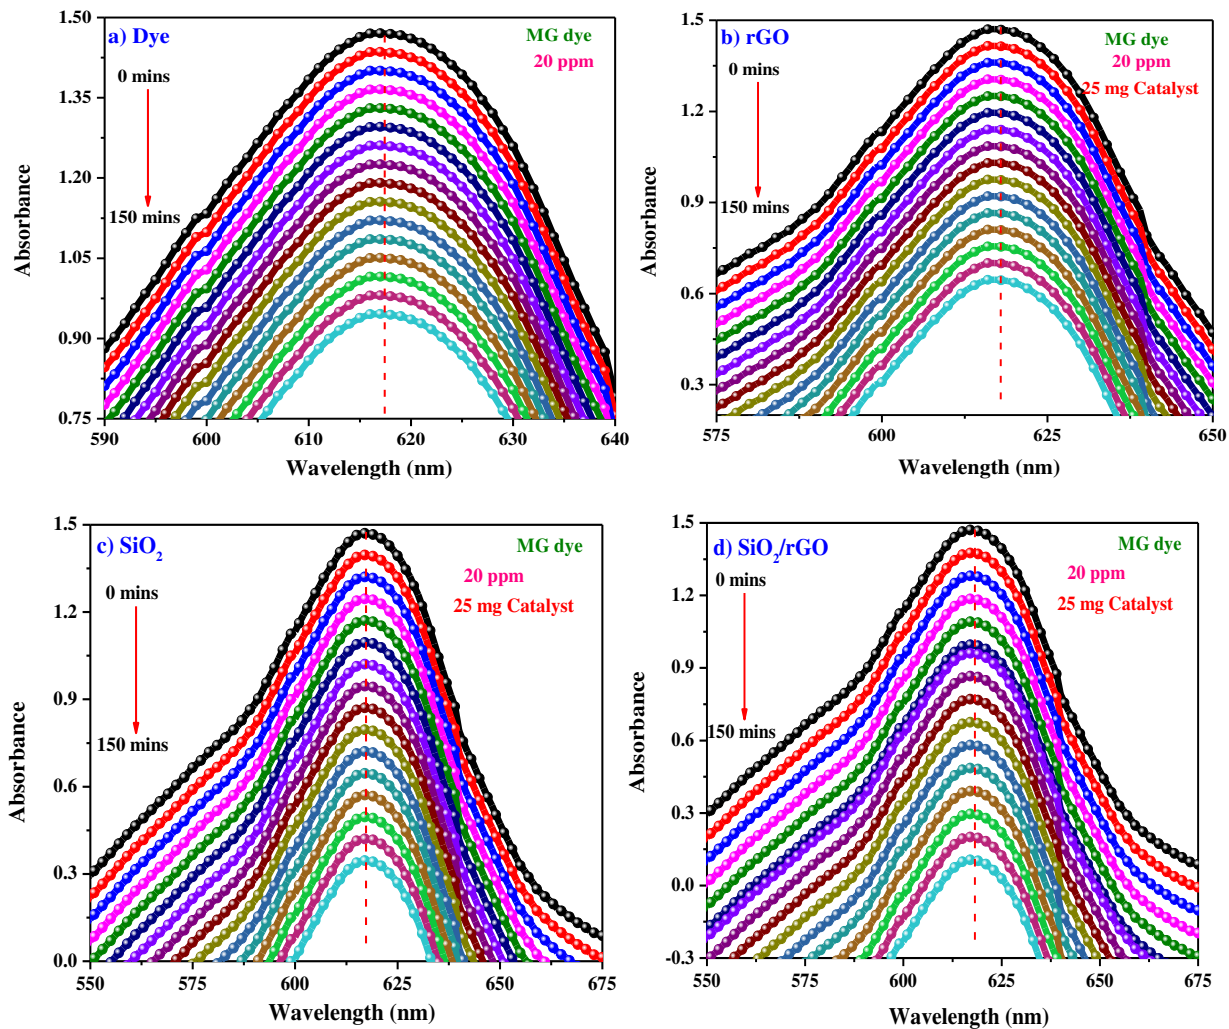 a) Dye
MG dye
20 ppm
0 mins
150 mins
1.50
1.35
1.20
1.05
0.90
0.75
Absorbance
590
600
610
620
630
640
Wavelength (nm)
b) rGO
MG dye
20 ppm
25 mg Catalyst
0 mins
150 mins
1.5
1.2
0.9
0.6
0.3
Absorbance
575
600
625
650
Wavelength (nm)
c) SiO₂
MG dye
20 ppm
25 mg Catalyst
0 mins
150 mins
1.5
1.2
0.9
0.6
0.3
0.0
Absorbance
550
575
600
625
650
675
Wavelength (nm)
d) SiO₂/rGO
MG dye
20 ppm
25 mg Catalyst
0 mins
150 mins
1.5
1.2
0.9
0.6
0.3
0.0
-0.3
Absorbance
550
575
600
625
650
675
Wavelength (nm)